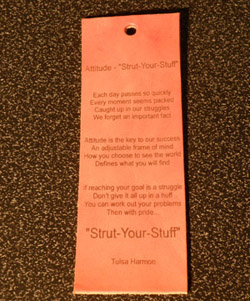 Attitude - "Strut-Your-Stuff"
Each day passes so quickly
Every moment seems packed
Caught up in our struggles
We forget an important fact
Attitude is the key to our success
An adjustable frame of mind
How you choose to see the world
Defines what you will find
If reaching your goal is a struggle
Don't give it all up in a huff
You can work out your problems
Then with pride...
"Strut-Your-Stuff"
Tulsa Harmon